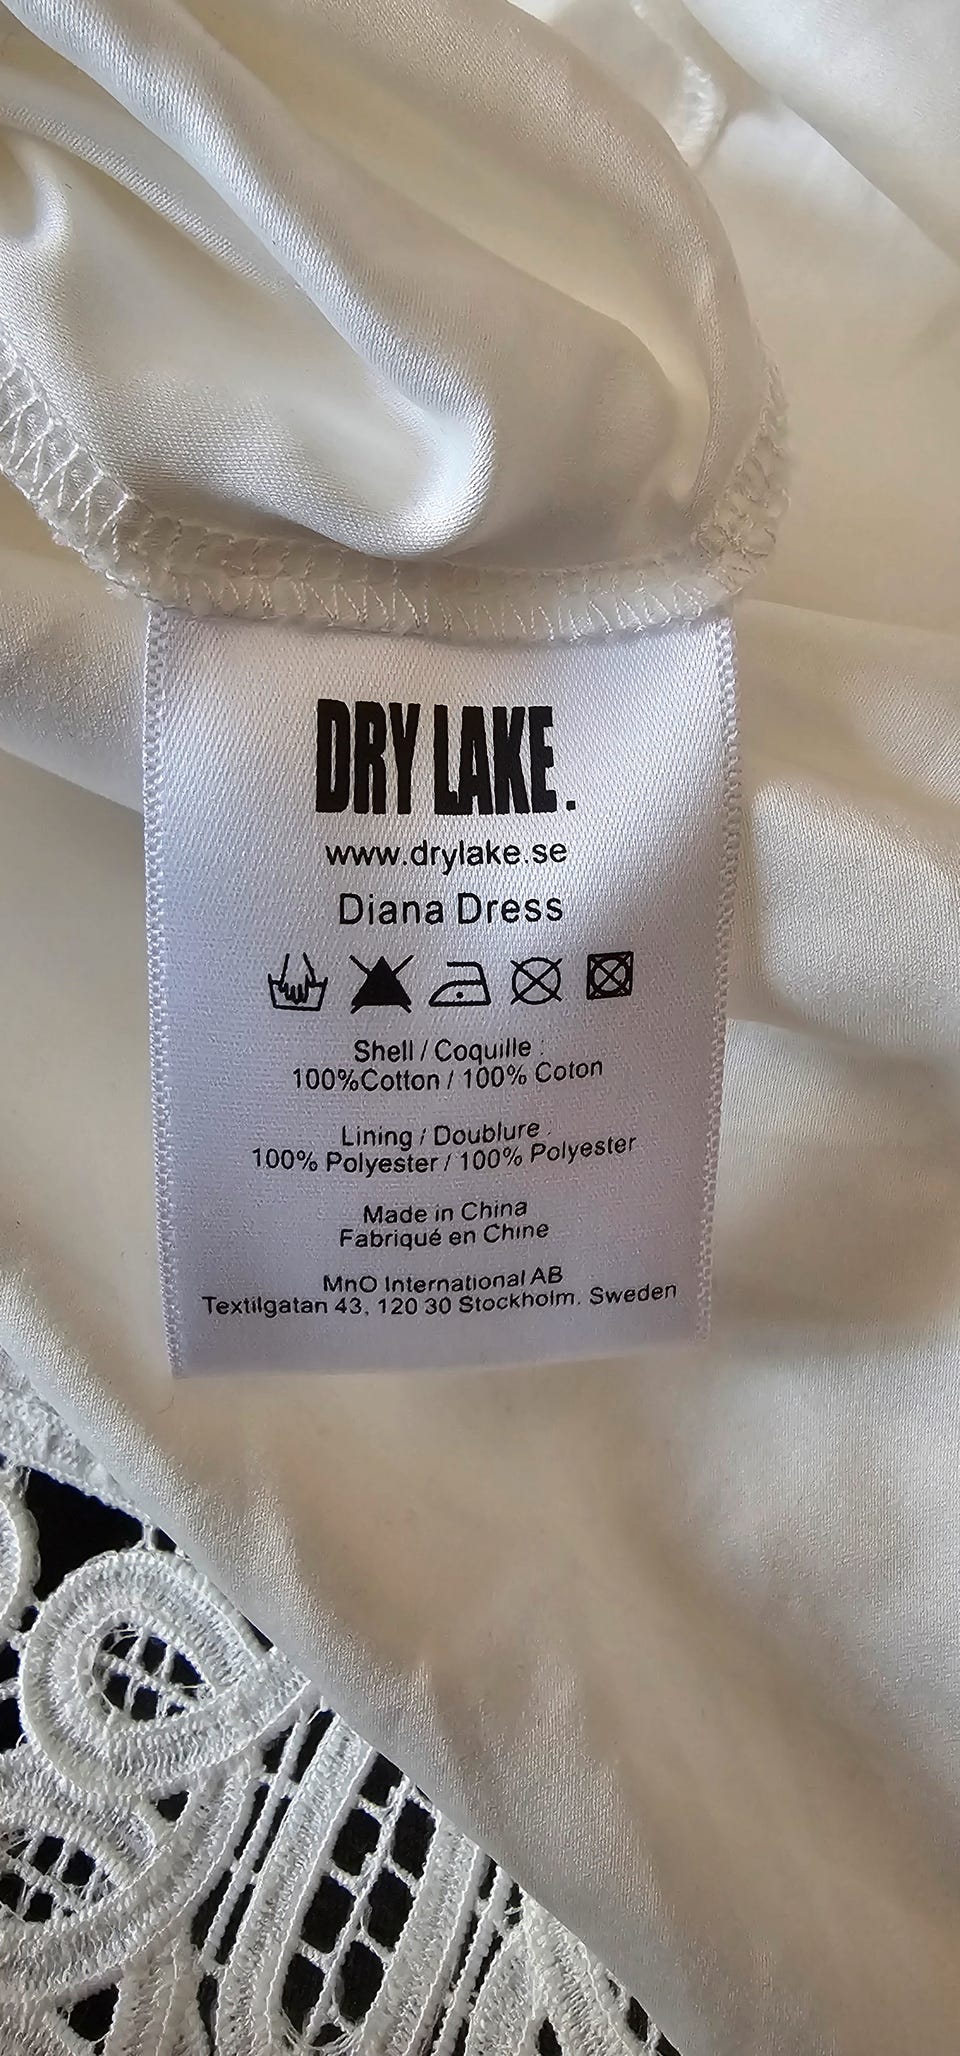 DRY LAKE.
www.drylake.se
Diana Dress
Shell / Coquille :
100%Cotton / 100% Coton
Lining / Doublure :
100% Polyester / 100% Polyester
Made in China
Fabriqué en Chine
MnO International AB
Textilgatan 43, 120 30 Stockholm. Sweden